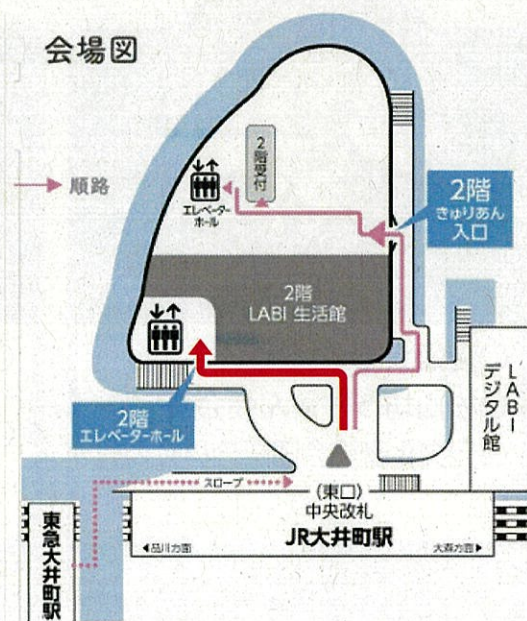 会場図
順路
2階受付
エレベーター
ホール
2階
きゅりあん
入口
2階
LABI 生活館
2階
エレベーターホール
LABI
デジタル館
スロープ
(東口)
中央改札
JR大井町駅
◀品川方面
大森方面▶
東急大井町駅